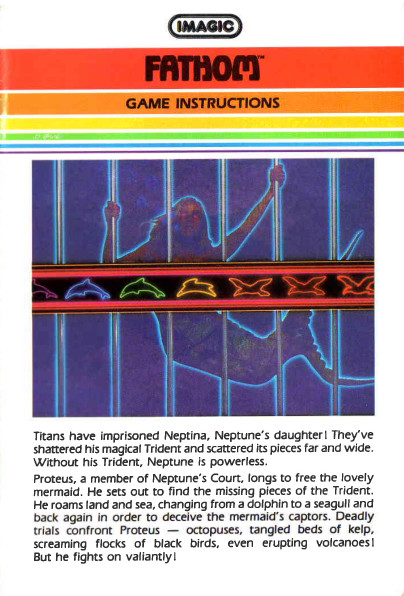 IMAGIC
FATHOM™
GAME INSTRUCTIONS
Titans have imprisoned Neptina, Neptune's daughter! They've
shattered his magical Trident and scattered its pieces far and wide.
Without his Trident, Neptune is powerless.
Proteus, a member of Neptune's Court, longs to free the lovely
mermaid. He sets out to find the missing pieces of the Trident.
He roams land and sea, changing from a dolphin to a seagull and
back again in order to deceive the mermaid's captors. Deadly
trials confront Proteus — octopuses, tangled beds of kelp,
screaming flocks of black birds, even erupting volcanoes!
But he fights on valiantly!